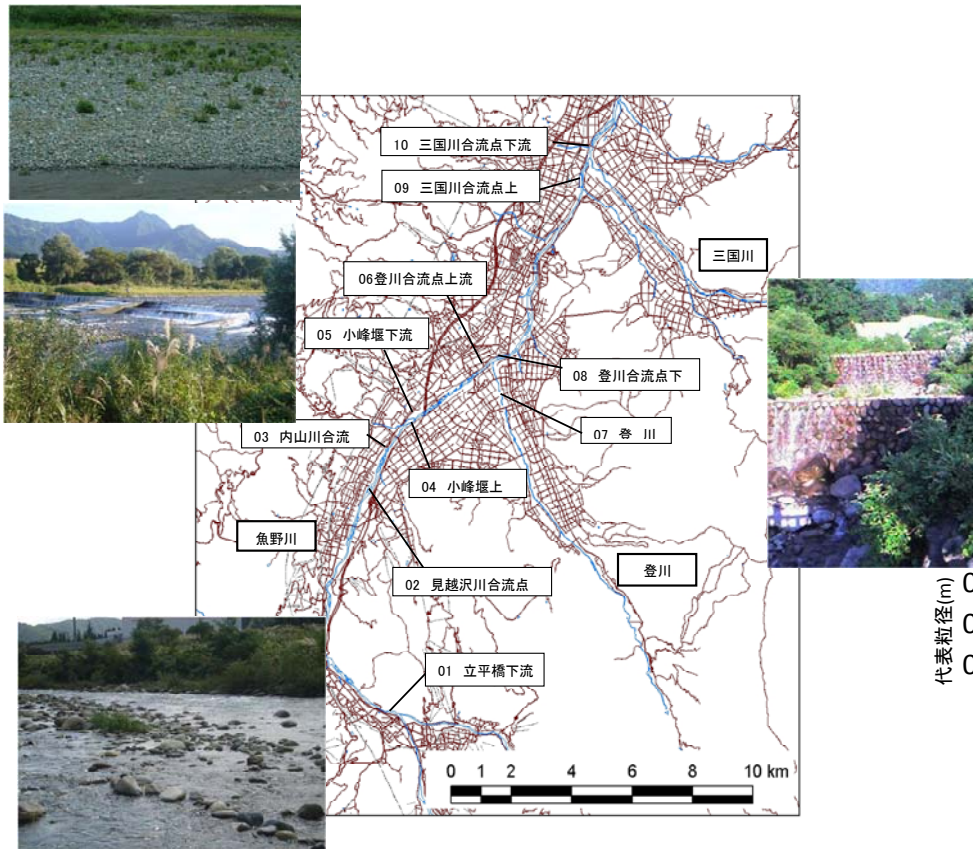 10 三国川合流点下流
09 三国川合流点上
三国川
06登川合流点上流
05 小峰堰下流
08 登川合流点下
07 登 川
03 内山川合流
04 小峰堰上
魚野川
02 見越沢川合流点
登川
01 立平橋下流
0 1 2 4 6 8 10 km
代表粒径(m)
0
0
0